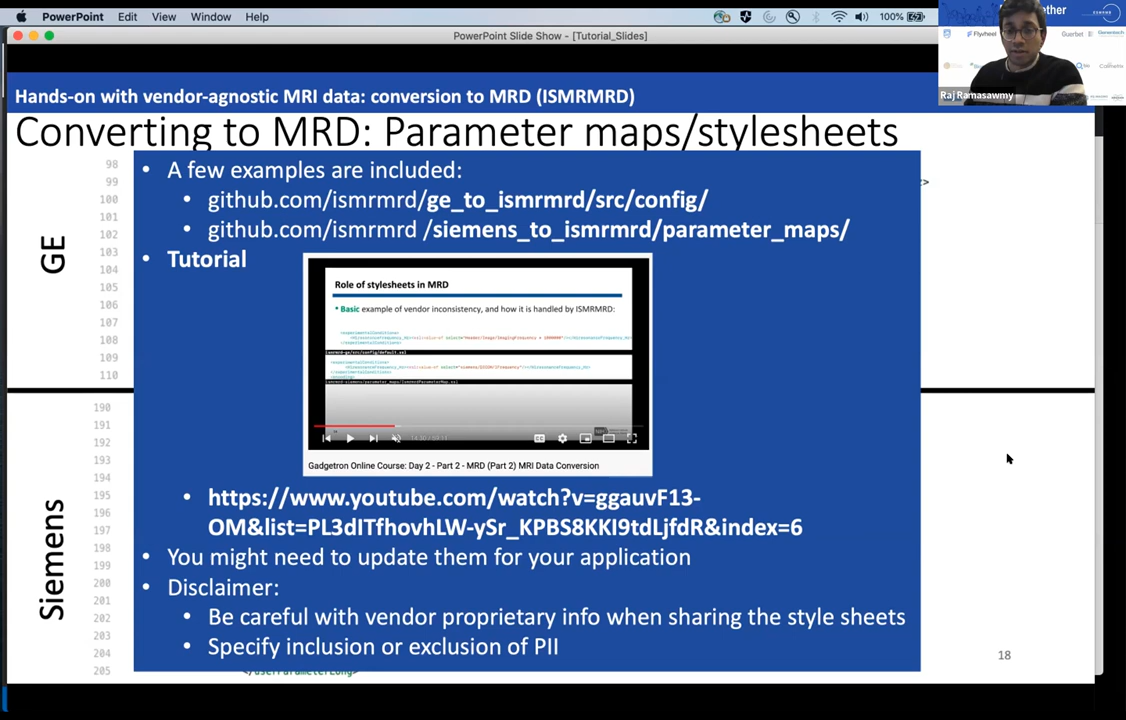 PowerPoint Edit View Window Help
100%
PowerPoint Slide Show - [Tutorial_Slides]
Flywheel Guerbet Genentech
Raj Ramasawmy
Hands-on with vendor-agnostic MRI data: conversion to MRD (ISMRMRD)
Converting to MRD: Parameter maps/stylesheets
GE
98
99
100
101
102
103
104
105
106
107
108
109
110
• A few examples are included:
• github.com/ismrmrd/ge_to_ismrmrd/src/config/
• github.com/ismrmrd /siemens_to_ismrmrd/parameter_maps/
• Tutorial
Role of stylesheets in MRD
• Basic example of vendor inconsistency, and how it is handled by ISMRMRD:
Gadgetron Online Course: Day 2 - Part 2 - MRD (Part 2) MRI Data Conversion
• https://www.youtube.com/watch?v=ggauvF13-
OM&list=PL3dITfhovhLW-ySr_KPBS8KKI9tdLjfdR&index=6
• You might need to update them for your application
• Disclaimer:
• Be careful with vendor proprietary info when sharing the style sheets
• Specify inclusion or exclusion of PII
Siemens
190
191
192
193
194
195
196
197
198
199
200
201
202
203
204
205
18